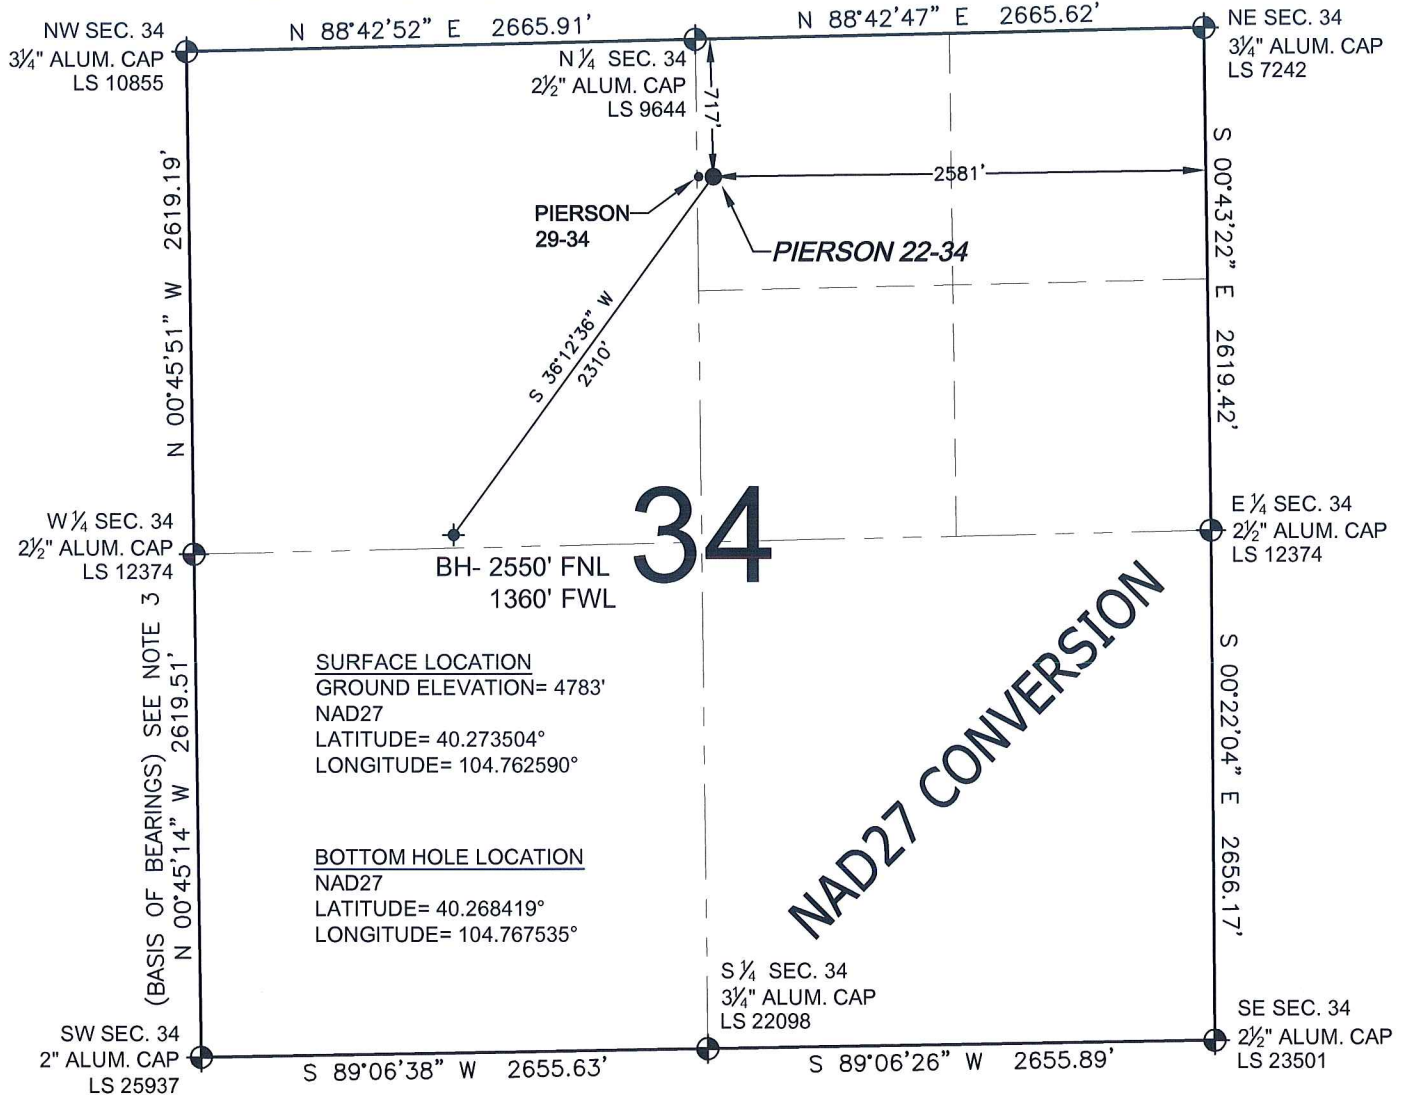 N 88°42'52" E 2665.91'
N 88°42'47" E 2665.62'
NW SEC. 34
3¼" ALUM. CAP
LS 10855
N ¼ SEC. 34
2½" ALUM. CAP
LS 9644
NE SEC. 34
3¼" ALUM. CAP
LS 7242
717'
2581'
PIERSON
29-34
PIERSON 22-34
N 00°45'51" W 2619.19'
S 00°43'22" E 2619.42'
S 36°12'36" W
2310'
34
W ¼ SEC. 34
2½" ALUM. CAP
LS 12374
E ¼ SEC. 34
2½" ALUM. CAP
LS 12374
BH- 2550' FNL
1360' FWL
(BASIS OF BEARINGS) SEE NOTE 3
N 00°45'14" W 2619.51'
SURFACE LOCATION
GROUND ELEVATION= 4783'
NAD27
LATITUDE= 40.273504°
LONGITUDE= 104.762590°
BOTTOM HOLE LOCATION
NAD27
LATITUDE= 40.268419°
LONGITUDE= 104.767535°
NAD27 CONVERSION
S 00°22'04" E 2656.17'
S ¼ SEC. 34
3¼" ALUM. CAP
LS 22098
SW SEC. 34
2" ALUM. CAP
LS 25937
SE SEC. 34
2½" ALUM. CAP
LS 23501
S 89°06'38" W 2655.63'
S 89°06'26" W 2655.89'